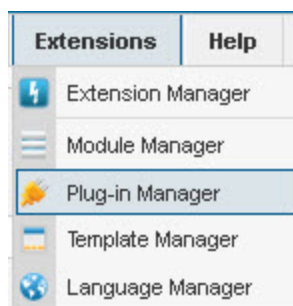 Extensions Help
Extension Manager
Module Manager
Plug-in Manager
Template Manager
Language Manager